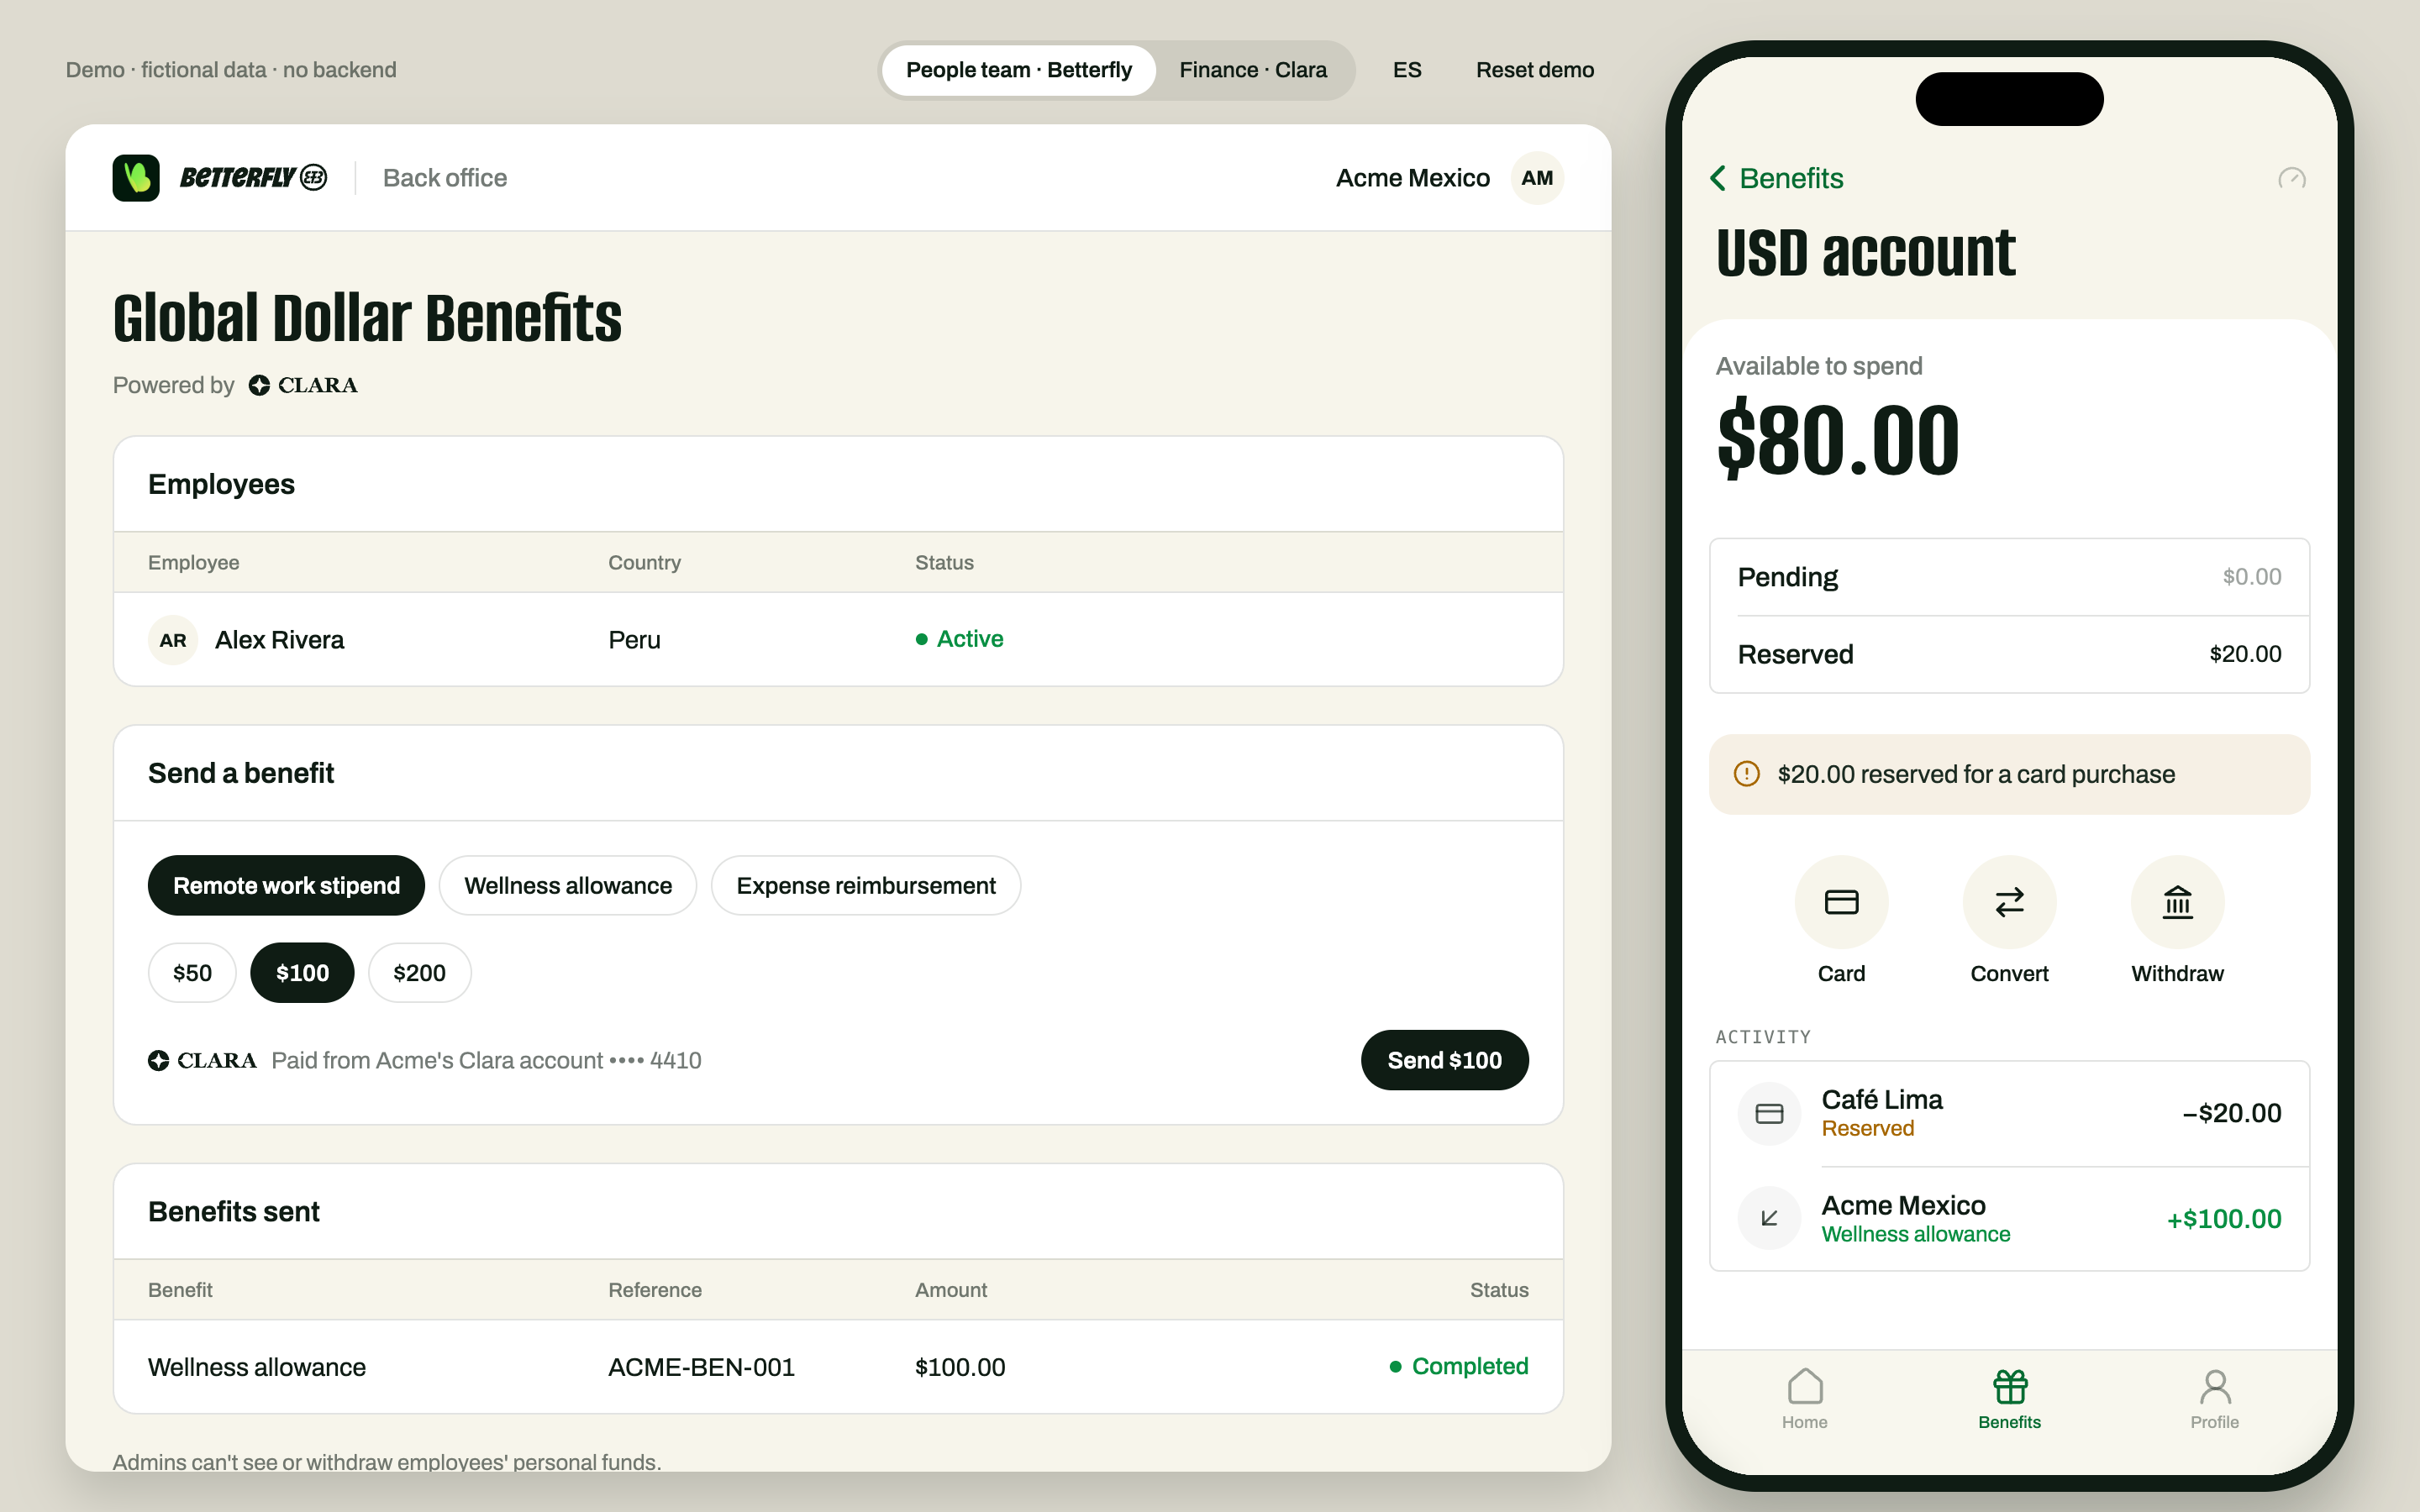 Demo · fictional data · no backend
People team · Betterfly
Finance · Clara
ES
Reset demo
BETTERFLY
Back office
Acme Mexico
AM
Global Dollar Benefits
Powered by CLARA
Employees
Employee Country Status
AR Alex Rivera Peru Active
Send a benefit
Remote work stipend Wellness allowance Expense reimbursement
$50 $100 $200
CLARA Paid from Acme's Clara account •••• 4410
Send $100
Benefits sent
Benefit Reference Amount Status
Wellness allowance ACME-BEN-001 $100.00 Completed
Admins can't see or withdraw employees' personal funds.
Benefits
USD account
Available to spend
$80.00
Pending $0.00
Reserved $20.00
$20.00 reserved for a card purchase
Card Convert Withdraw
ACTIVITY
Café Lima
Reserved
–$20.00
Acme Mexico
Wellness allowance
+$100.00
Home Benefits Profile